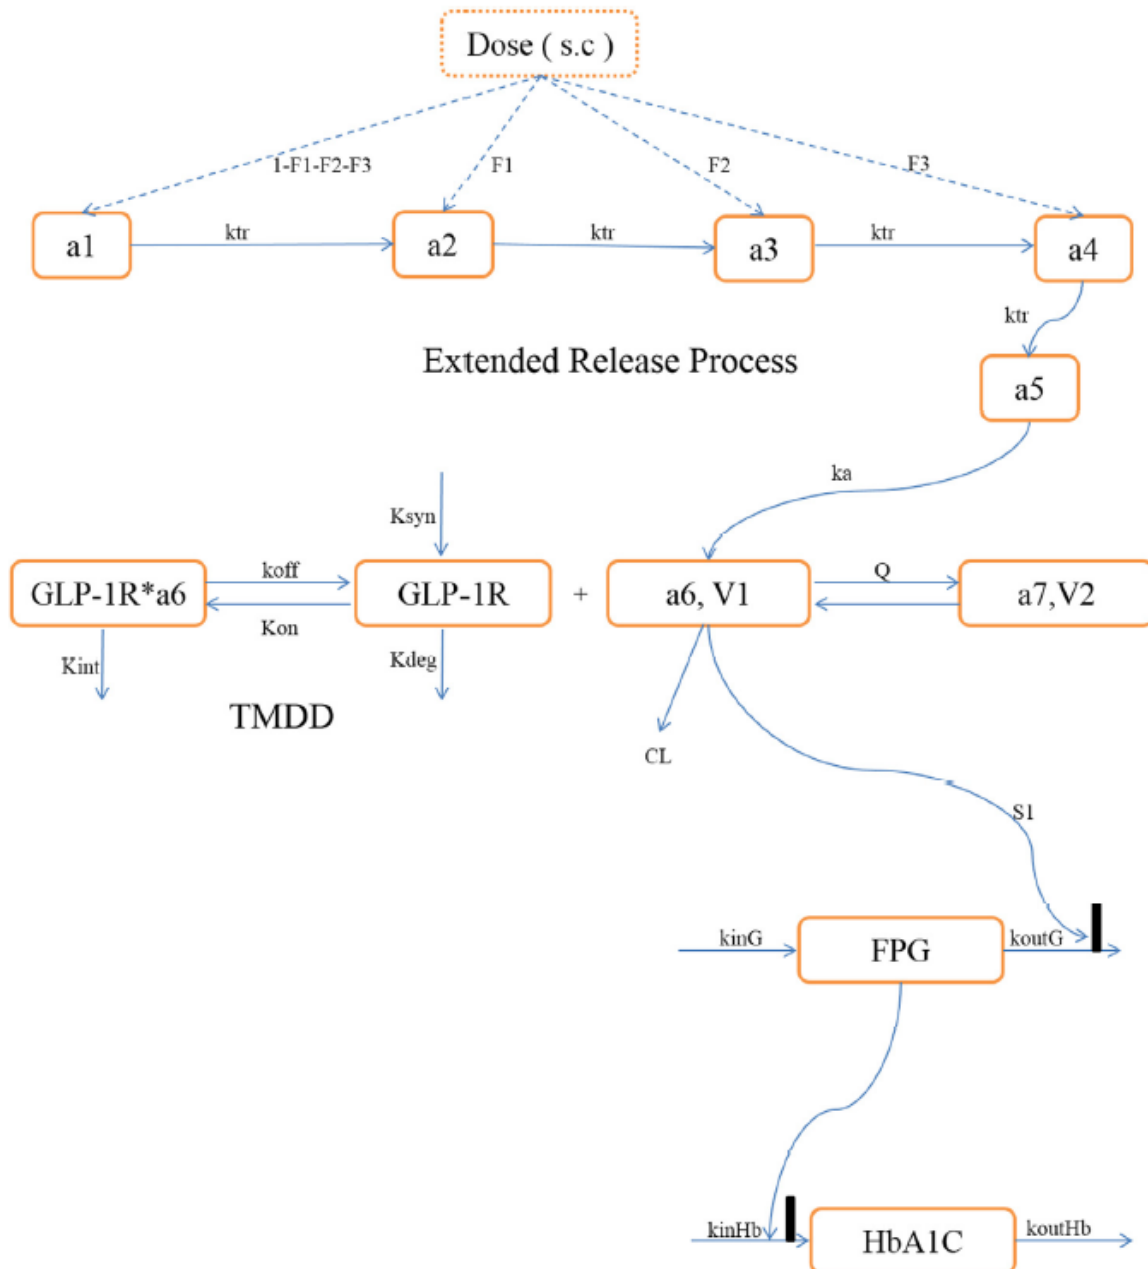 Dose ( s.c )
1-F1-F2-F3
F1
F2
F3
a1
ktr
a2
ktr
a3
ktr
a4
ktr
Extended Release Process
a5
ka
Ksyn
GLP-1R*a6
koff
Kon
GLP-1R
+
a6, V1
Q
a7,V2
Kint
Kdeg
TMDD
CL
S1
kinG
FPG
koutG
kinHb
HbA1C
koutHb